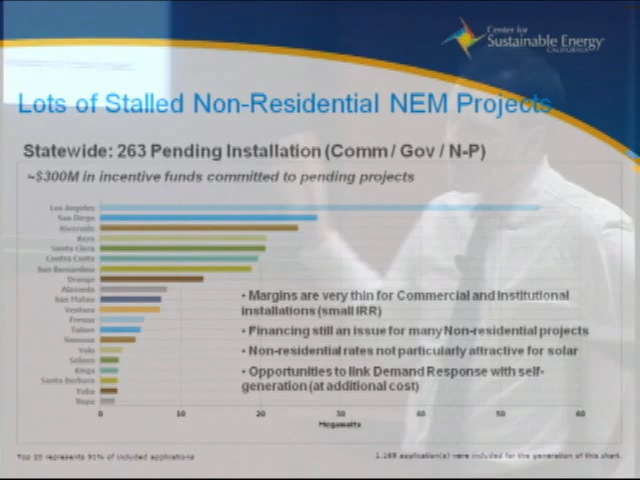 Center for
Sustainable Energy
CALIFORNIA
Lots of Stalled Non-Residential NEM Projects
Statewide: 263 Pending Installation (Comm / Gov / N-P)
~$300M in incentive funds committed to pending projects
Los Angeles
San Diego
Riverside
Kern
Santa Clara
Contra Costa
San Bernardino
Orange
Alameda
San Mateo
Ventura
Fresno
Tulare
Sonoma
Yolo
Solano
Kings
Santa Barbara
Yuba
Napa
• Margins are very thin for Commercial and Institutional
installations (small IRR)
• Financing still an issue for many Non-residential projects
• Non-residential rates not particularly attractive for solar
• Opportunities to link Demand Response with self-
generation (at additional cost)
0 10 20 30 40 50 60
Megawatts
Top 20 represents 91% of included applications
1,169 application(s) were included for the generation of this chart.